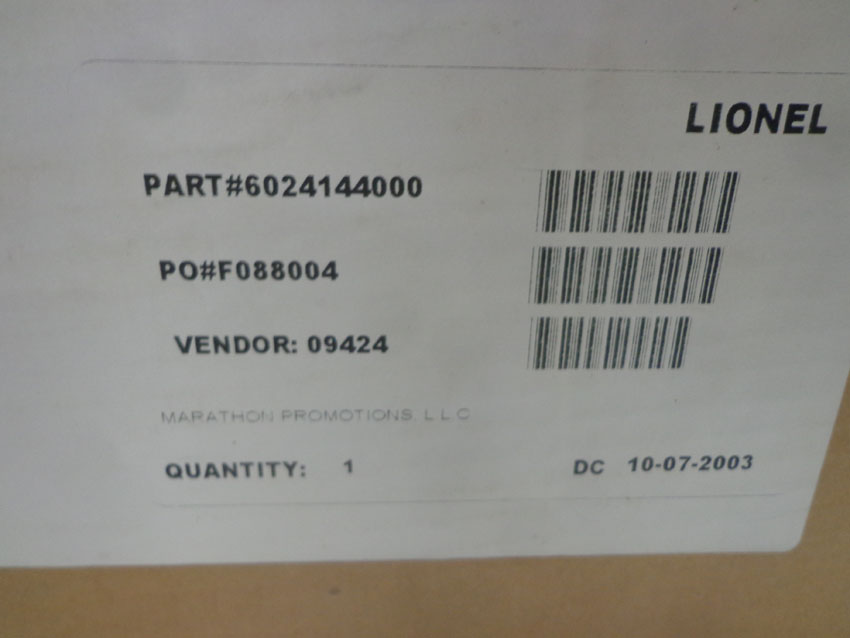 LIONEL
PART#6024144000
PO#F088004
VENDOR: 09424
MARATHON PROMOTIONS, L L C
QUANTITY: 1 DC 10-07-2003